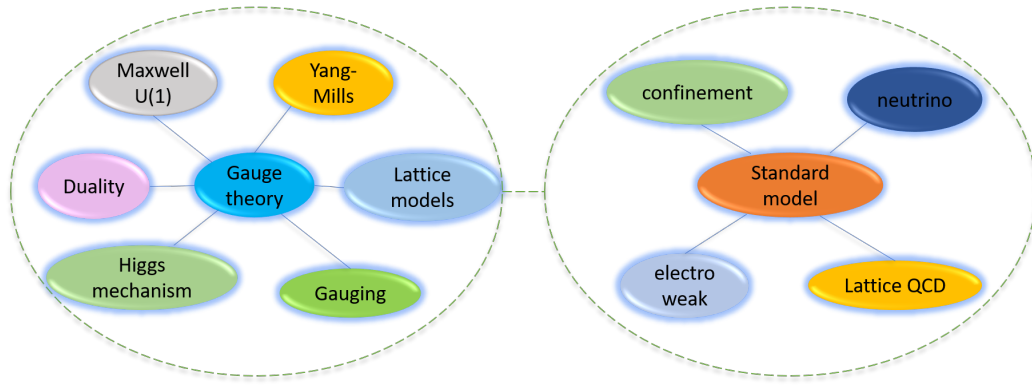 Maxwell
U(1)
Yang-
Mills
Duality
Gauge
theory
Lattice
models
Higgs
mechanism
Gauging
confinement
neutrino
Standard
model
electro
weak
Lattice QCD